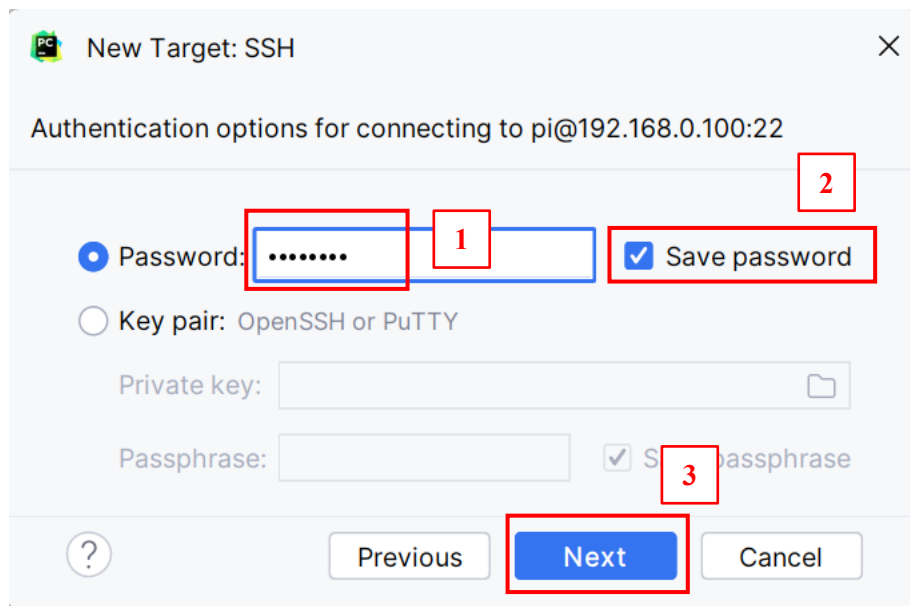 PC
New Target: SSH
Authentication options for connecting to pi@192.168.0.100:22
2
Password: •••••••• 1 Save password
Key pair: OpenSSH or PuTTY
Private key:
Passphrase: passphrase
3
? Previous Next Cancel